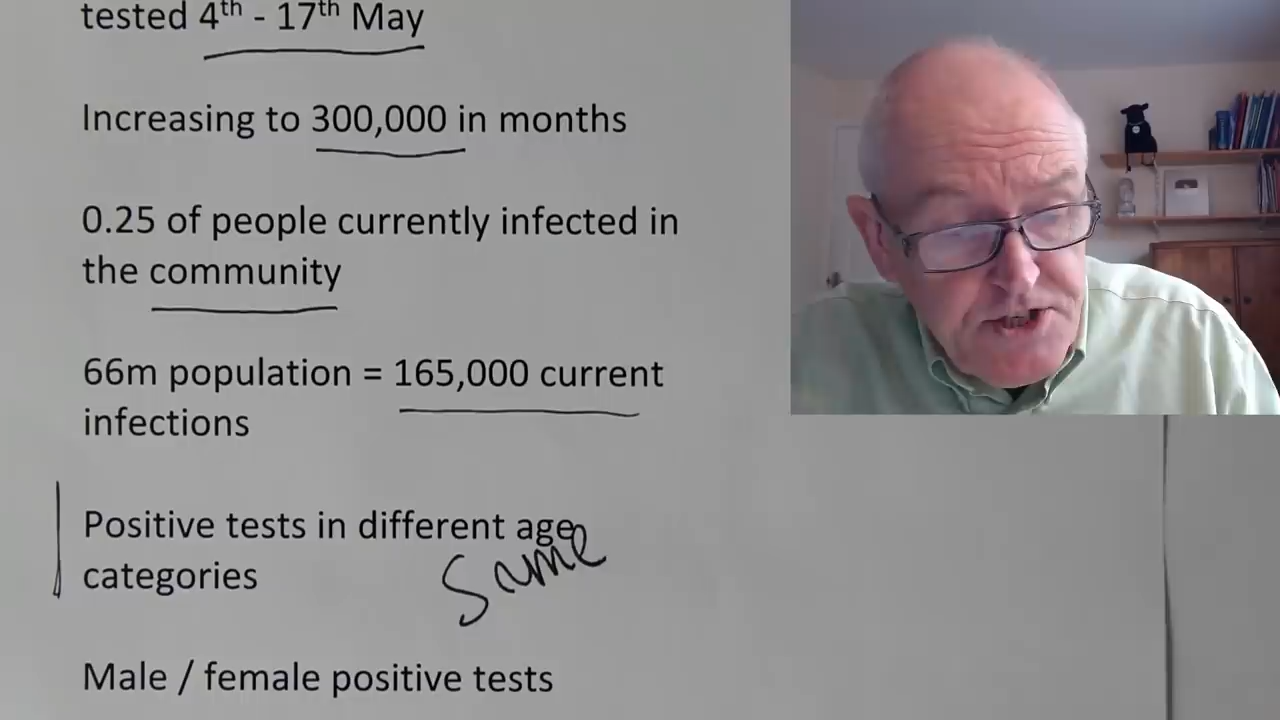 tested 4th - 17th May
Increasing to 300,000 in months
0.25 of people currently infected in
the community
66m population = 165,000 current
infections
Positive tests in different age
categories
Same
Male / female positive tests